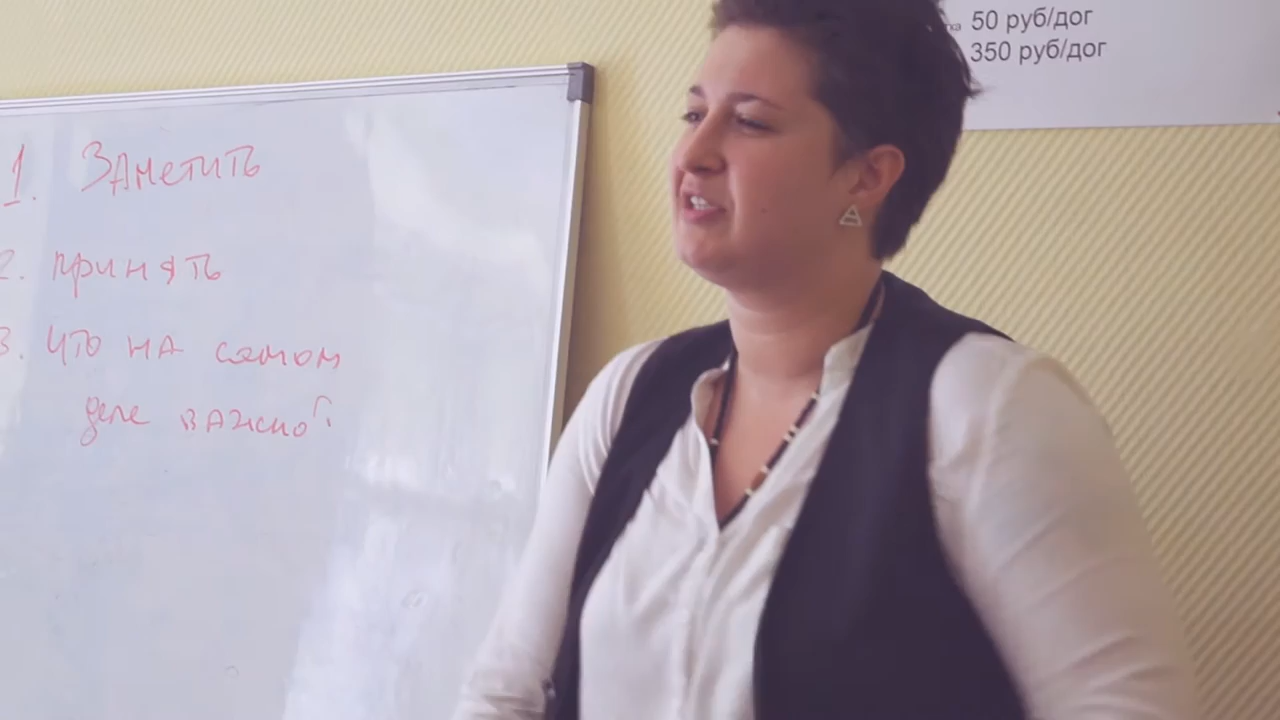 1. Заметить
2. принять
3. что на самом
деле важно?
50 руб/дог
350 руб/дог